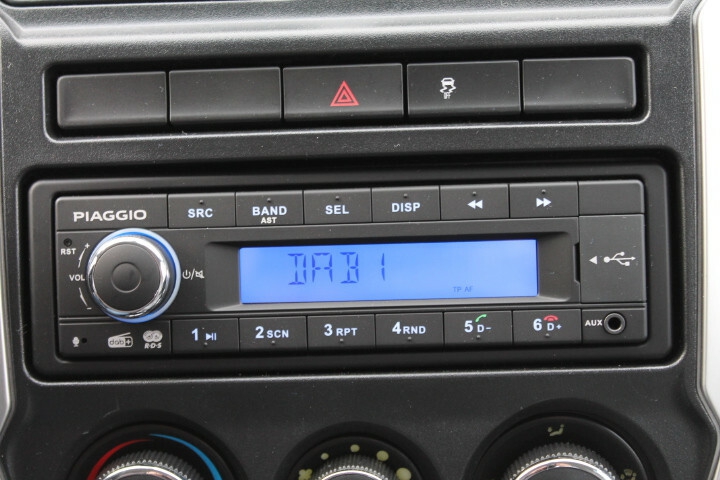 OFF
PIAGGIO SRC BAND AST SEL DISP
RST
VOL + −
DAB 1
TP AF
1 2 SCN 3 RPT 4 RND 5 D− 6 D+ AUX
dab+ R·D·S